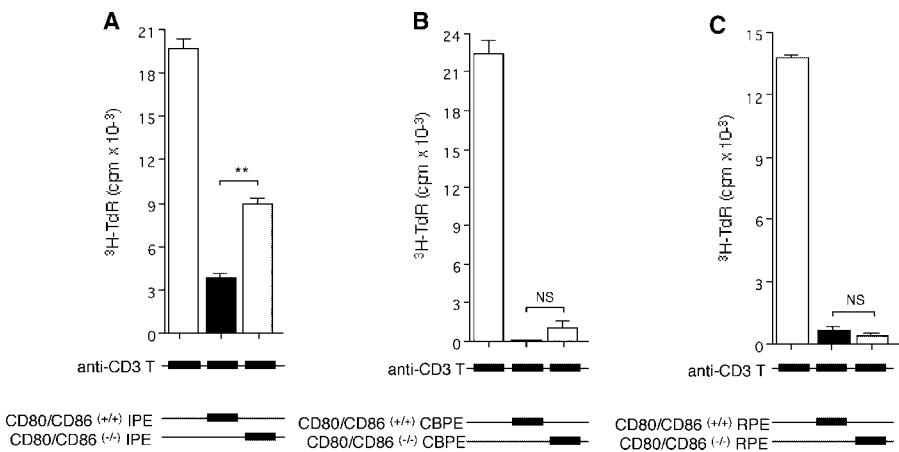 A
³H-TdR (cpm x 10⁻³)
21
18
15
12
9
6
3
0
**
anti-CD3 T
CD80/CD86 (+/+) IPE
CD80/CD86 (-/-) IPE
B
³H-TdR (cpm x 10⁻³)
24
21
18
15
12
9
6
3
0
NS
anti-CD3 T
CD80/CD86 (+/+) CBPE
CD80/CD86 (-/-) CBPE
C
³H-TdR (cpm x 10⁻³)
15
12
9
6
3
0
NS
anti-CD3 T
CD80/CD86 (+/+) RPE
CD80/CD86 (-/-) RPE